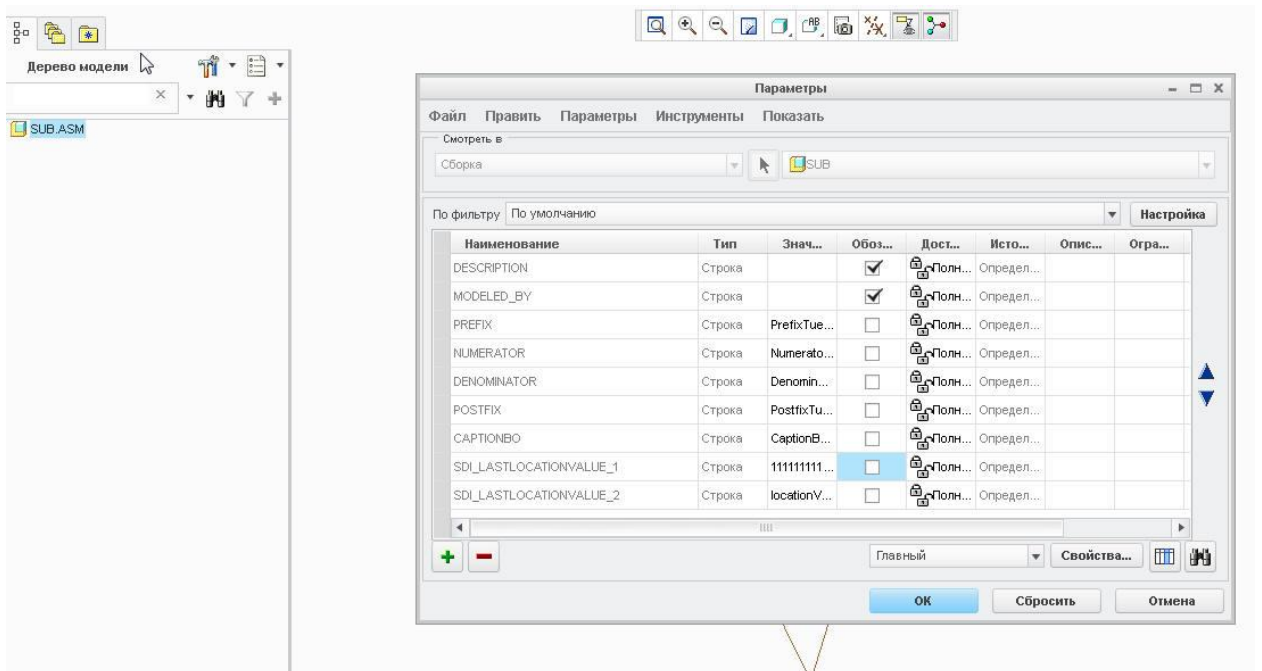 Дерево модели
SUB.ASM
AB
Параметры
Файл Править Параметры Инструменты Показать
Смотреть в
Сборка SUB
По фильтру По умолчанию Настройка
Наименование Тип Знач... Обоз... Дост... Исто... Опис... Огра...
DESCRIPTION Строка Полн... Определ...
MODELED_BY Строка Полн... Определ...
PREFIX Строка PrefixTue... Полн... Определ...
NUMERATOR Строка Numerato... Полн... Определ...
DENOMINATOR Строка Denomin... Полн... Определ...
POSTFIX Строка PostfixTu... Полн... Определ...
CAPTIONBO Строка CaptionB... Полн... Определ...
SDI_LASTLOCATIONVALUE_1 Строка 111111111... Полн... Определ...
SDI_LASTLOCATIONVALUE_2 Строка locationV... Полн... Определ...
Главный Свойства...
ОК Сбросить Отмена